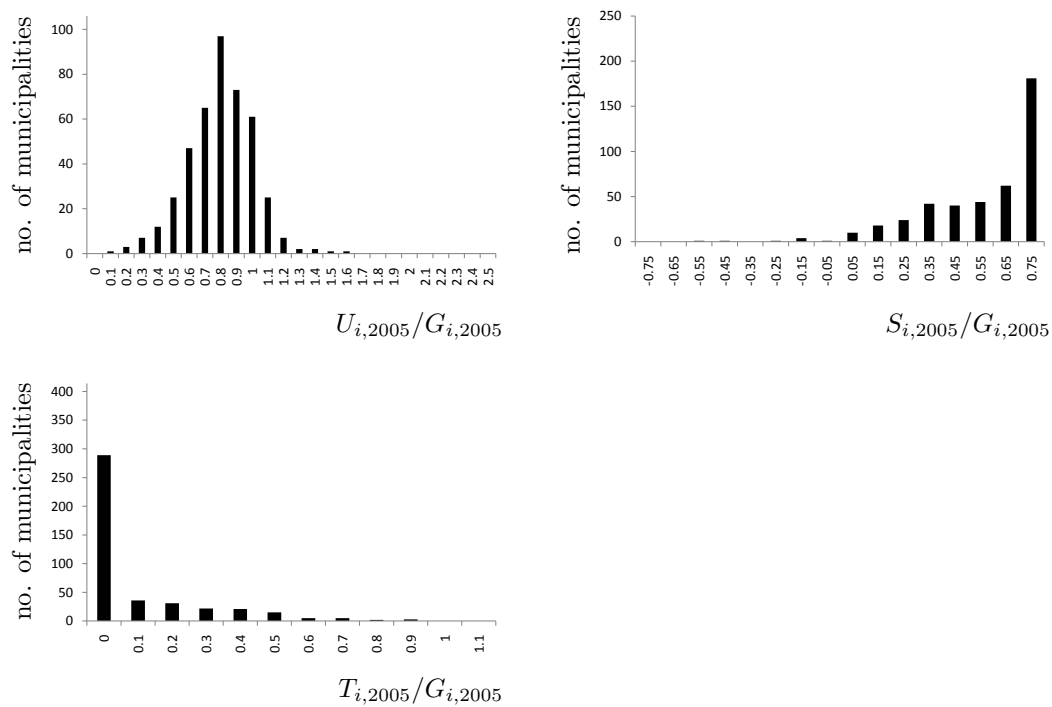 no. of municipalities
100
80
60
40
20
0
0 0.1 0.2 0.3 0.4 0.5 0.6 0.7 0.8 0.9 1 1.1 1.2 1.3 1.4 1.5 1.6 1.7 1.8 1.9 2 2.1 2.2 2.3 2.4 2.5
U_{i,2005}/G_{i,2005}
no. of municipalities
250
200
150
100
50
0
-0.75 -0.65 -0.55 -0.45 -0.35 -0.25 -0.15 -0.05 0.05 0.15 0.25 0.35 0.45 0.55 0.65 0.75
S_{i,2005}/G_{i,2005}
no. of municipalities
400
350
300
250
200
150
100
50
0
0 0.1 0.2 0.3 0.4 0.5 0.6 0.7 0.8 0.9 1 1.1
T_{i,2005}/G_{i,2005}